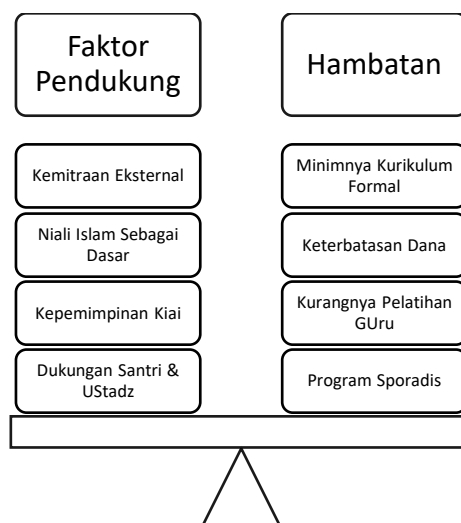 Faktor
Pendukung
Hambatan
Kemitraan Eksternal
Minimnya Kurikulum
Formal
Niali Islam Sebagai
Dasar
Keterbatasan Dana
Kepemimpinan Kiai
Kurangnya Pelatihan
GUru
Dukungan Santri &
UStadz
Program Sporadis